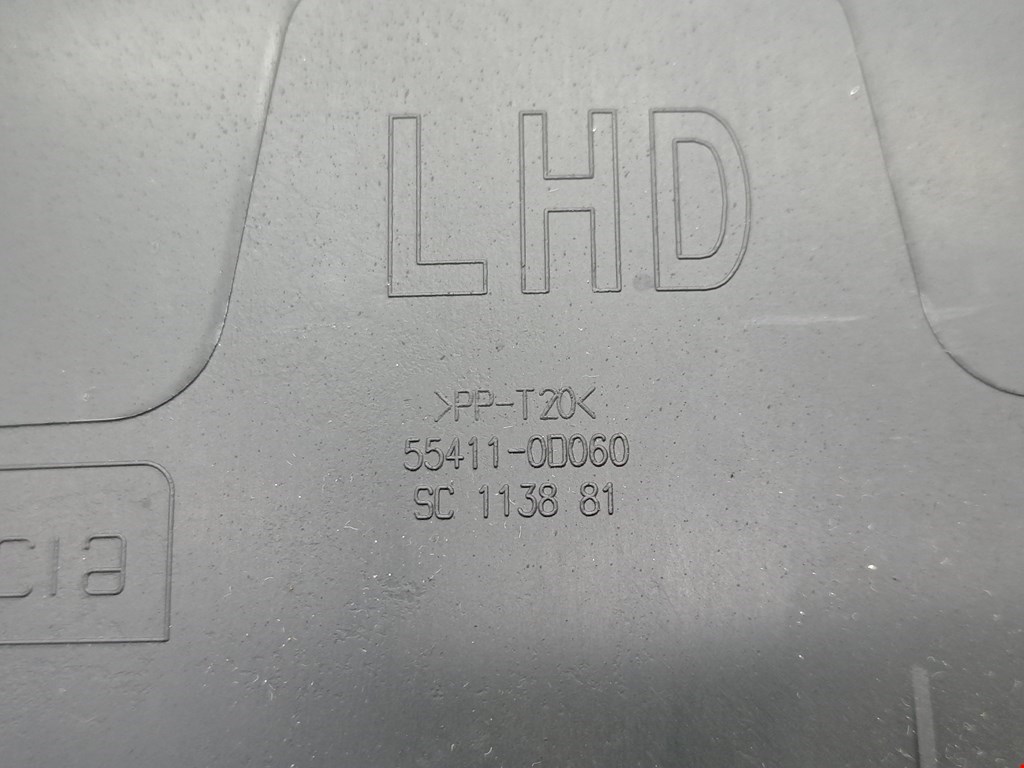 LHD
>PP-T20<
55411-0D060
SC 1138 81
cia